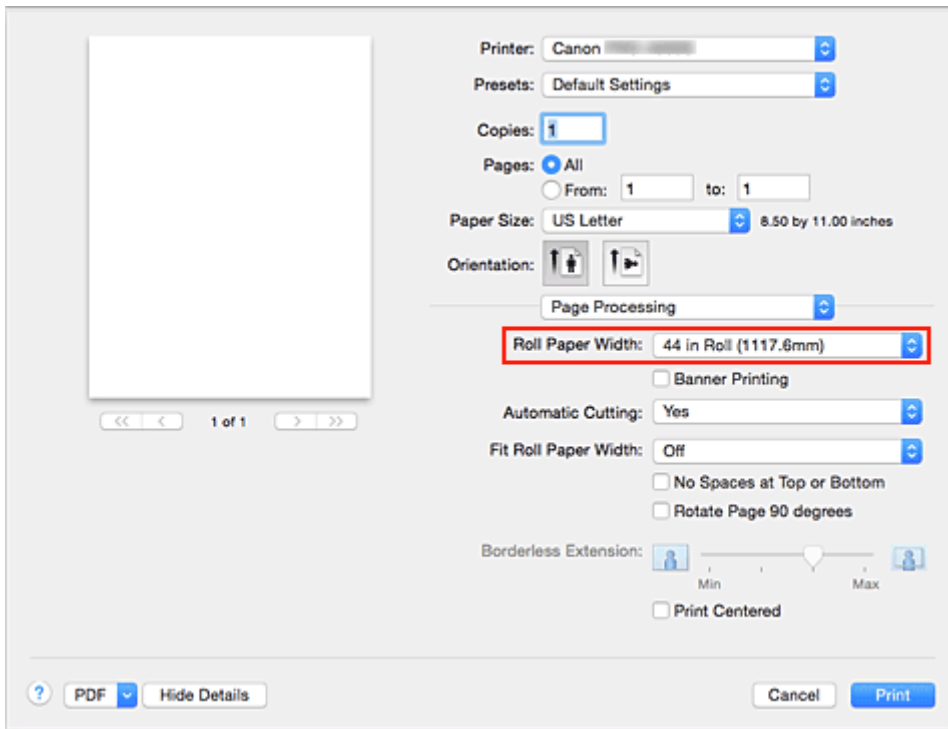 Printer: Canon
Presets: Default Settings
Copies: 1
Pages: All
From: 1 to: 1
Paper Size: US Letter 8.50 by 11.00 inches
Orientation:
Page Processing
Roll Paper Width: 44 in Roll (1117.6mm)
Banner Printing
<< < 1 of 1 > >>
Automatic Cutting: Yes
Fit Roll Paper Width: Off
No Spaces at Top or Bottom
Rotate Page 90 degrees
Borderless Extension:
Min Max
Print Centered
? PDF Hide Details Cancel Print